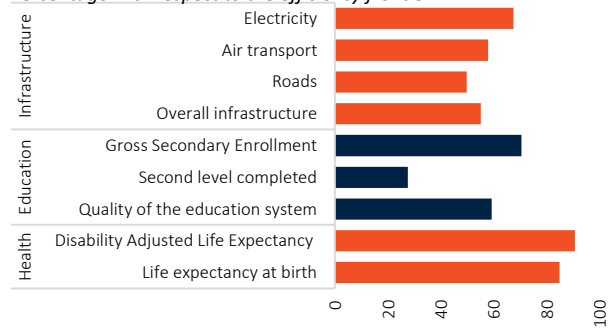 Infrastructure
Electricity
Air transport
Roads
Overall infrastructure
Education
Gross Secondary Enrollment
Second level completed
Quality of the education system
Health
Disability Adjusted Life Expectancy
Life expectancy at birth
0
20
40
60
80
100